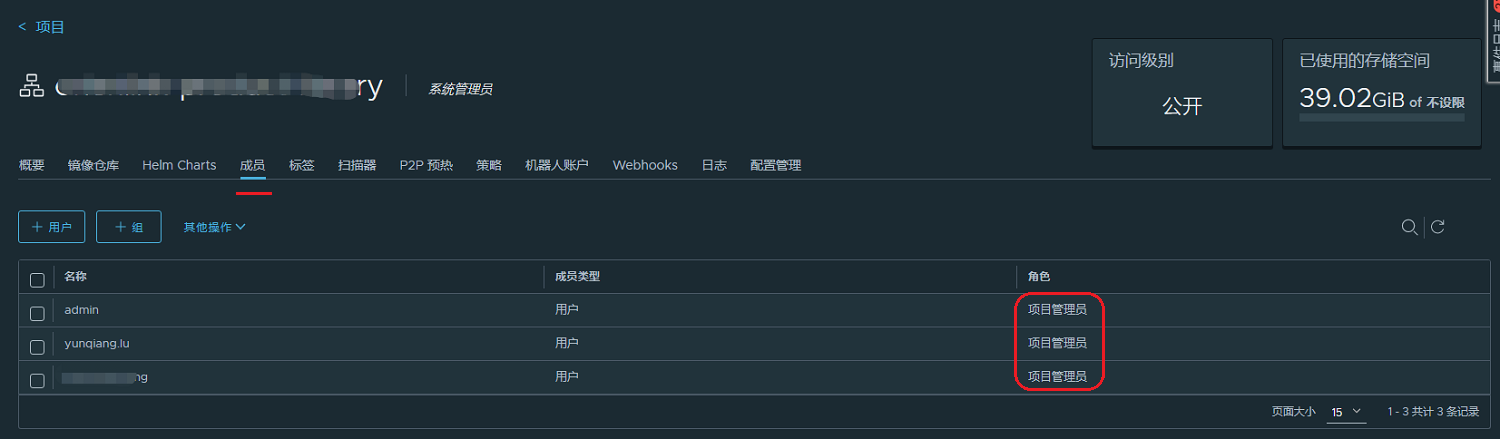 < 项目
系统管理员
访问级别
公开
已使用的存储空间
39.02GiB of 不设限
概要 镜像仓库 Helm Charts 成员 标签 扫描器 P2P 预热 策略 机器人账户 Webhooks 日志 配置管理
+ 用户 + 组 其他操作
名称 成员类型 角色
admin 用户 项目管理员
yunqiang.lu 用户 项目管理员
用户 项目管理员
页面大小 15 1 - 3 共计 3 条记录